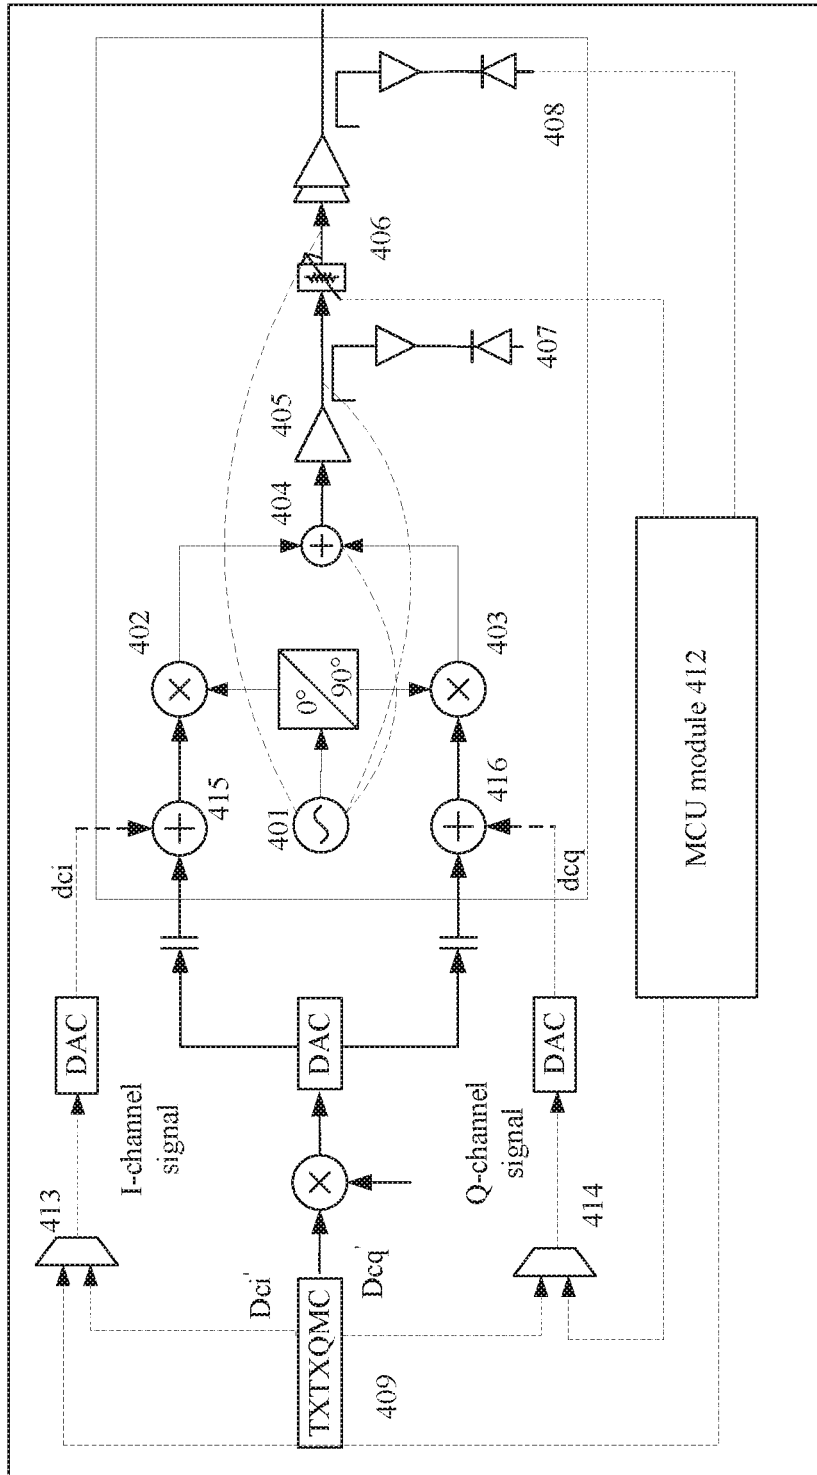 TXTXQMC
409
Dci'
Dcq'
413
414
I-channel
signal
Q-channel
signal
DAC
DAC
DAC
dci
dcq
415
416
401
0°
90°
402
403
404
405
406
407
408
MCU module 412